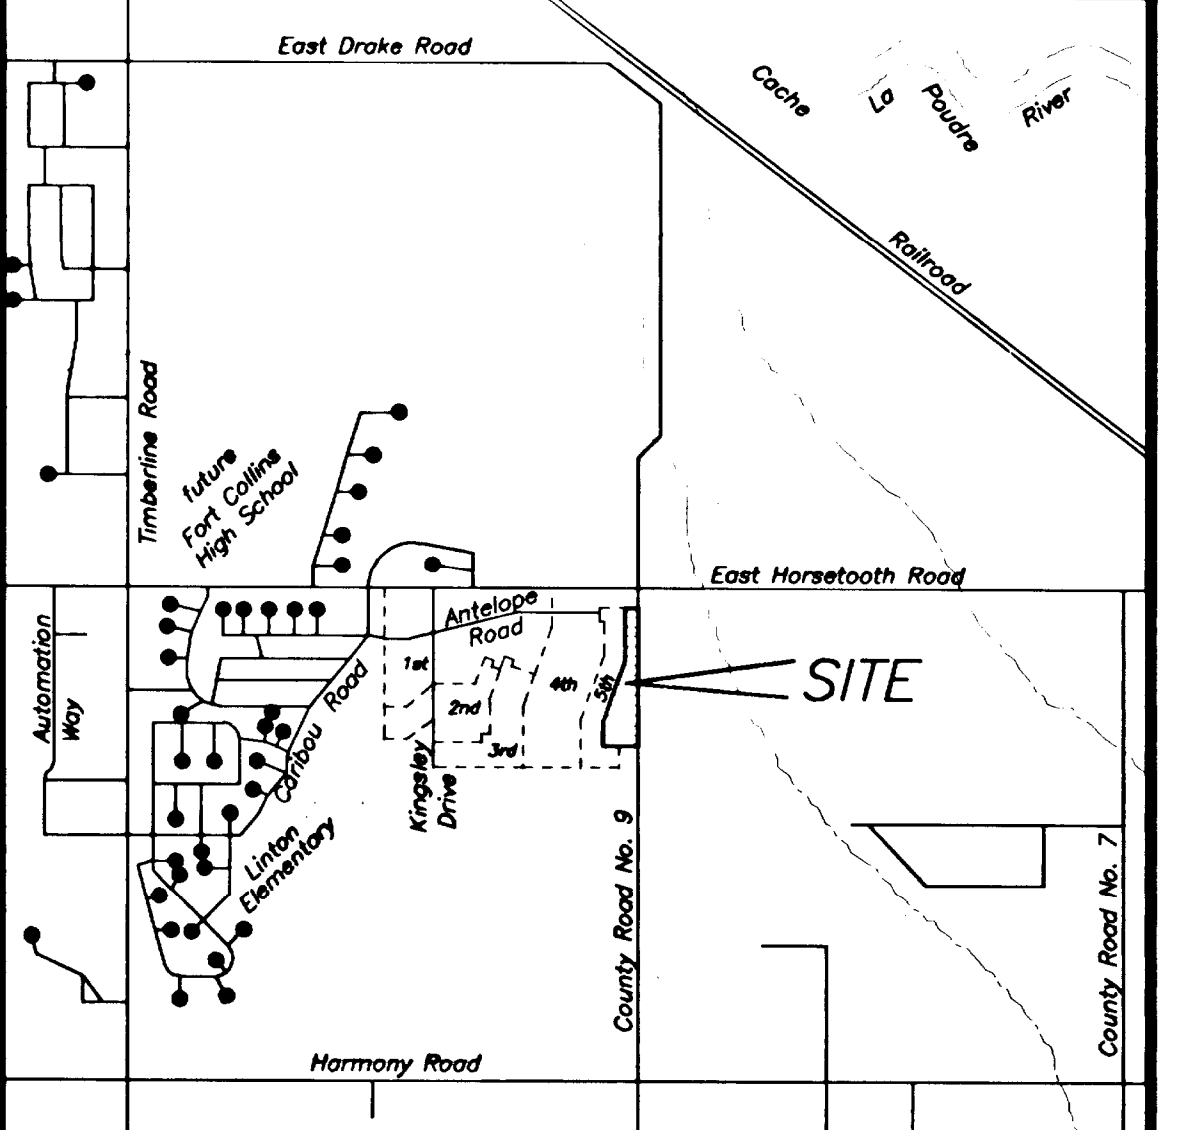 East Drake Road
Cache
La
Poudre
River
Railroad
Timberline Road
future
Fort Collins
High School
East Horsetooth Road
Antelope
Road
Automation
Way
1st
2nd
3rd
4th
5th
SITE
Caribou Road
Kingsley
Drive
Linton
Elementary
County Road No. 9
County Road No. 7
Harmony Road